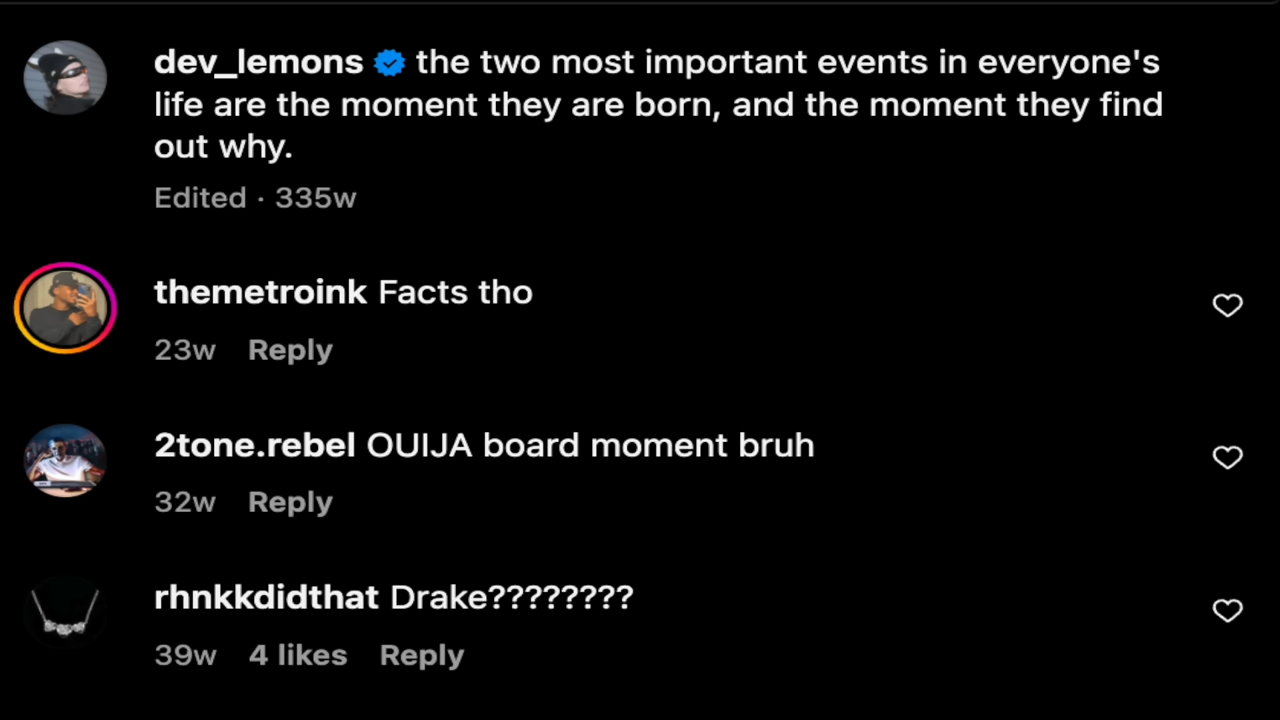 dev_lemons the two most important events in everyone's
life are the moment they are born, and the moment they find
out why.
Edited · 335w
themetroink Facts tho
23w Reply
2tone.rebel OUIJA board moment bruh
32w Reply
rhnkkdidthat Drake????????
39w 4 likes Reply